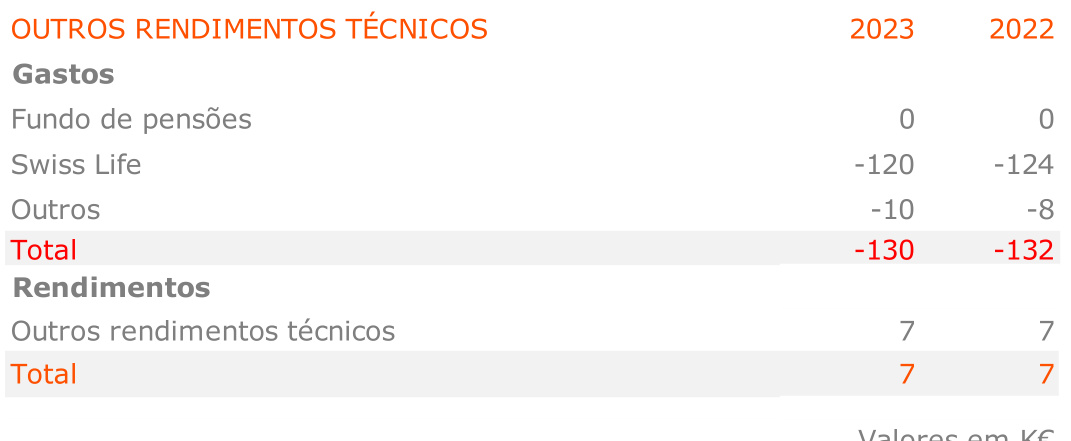 OUTROS RENDIMENTOS TÉCNICOS 2023 2022
Gastos
Fundo de pensões 0 0
Swiss Life -120 -124
Outros -10 -8
Total -130 -132
Rendimentos
Outros rendimentos técnicos 7 7
Total 7 7
Valores em K€